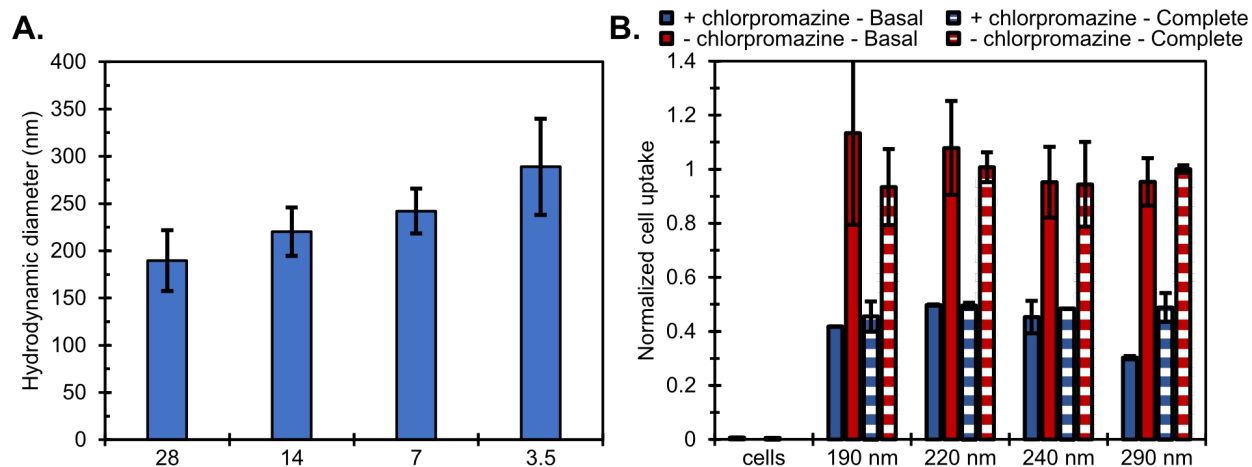 A.
Hydrodynamic diameter (nm)
400
350
300
250
200
150
100
50
0
28 14 7 3.5
B.
+ chlorpromazine - Basal + chlorpromazine - Complete
- chlorpromazine - Basal - chlorpromazine - Complete
Normalized cell uptake
1.4
1.2
1
0.8
0.6
0.4
0.2
0
cells 190 nm 220 nm 240 nm 290 nm